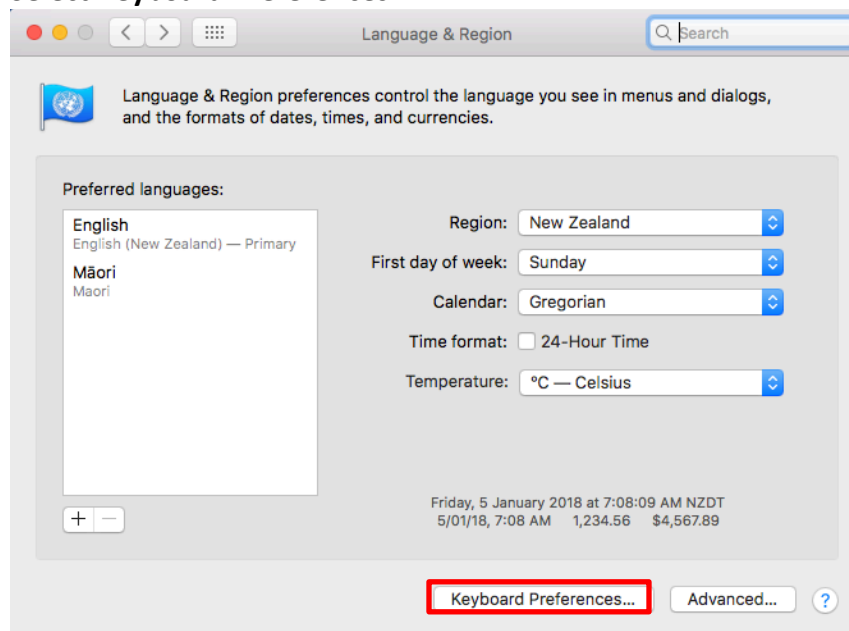 Select Keyboard Preferences.
Language & Region
Search
Language & Region preferences control the language you see in menus and dialogs,
and the formats of dates, times, and currencies.
Preferred languages:
English
English (New Zealand) — Primary
Māori
Maori
Region: New Zealand
First day of week: Sunday
Calendar: Gregorian
Time format: 24-Hour Time
Temperature: °C — Celsius
Friday, 5 January 2018 at 7:08:09 AM NZDT
5/01/18, 7:08 AM 1,234.56 $4,567.89
+ −
Keyboard Preferences... Advanced... ?